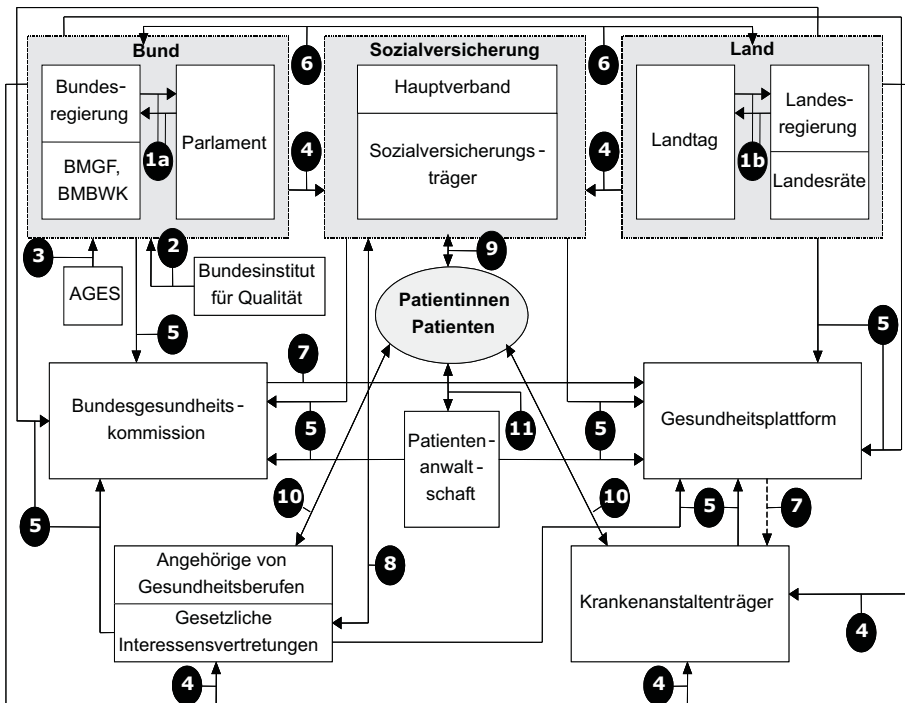 Bund
Sozialversicherung
Land
6
6
Bundes-
regierung
BMGF,
BMBWK
1a
Parlament
4
Hauptverband
Sozialversicherungs-
träger
4
Landtag
1b
Landes-
regierung
Landesräte
3
2
9
AGES
Bundesinstitut
für Qualität
Patientinnen
Patienten
5
5
7
Bundesgesundheits-
kommission
5
11
5
Gesundheitsplattform
Patienten-
anwalt-
schaft
5
10
10
5
7
Angehörige von
Gesundheitsberufen
8
Gesetzliche
Interessensvertretungen
Krankenanstaltenträger
4
4
4